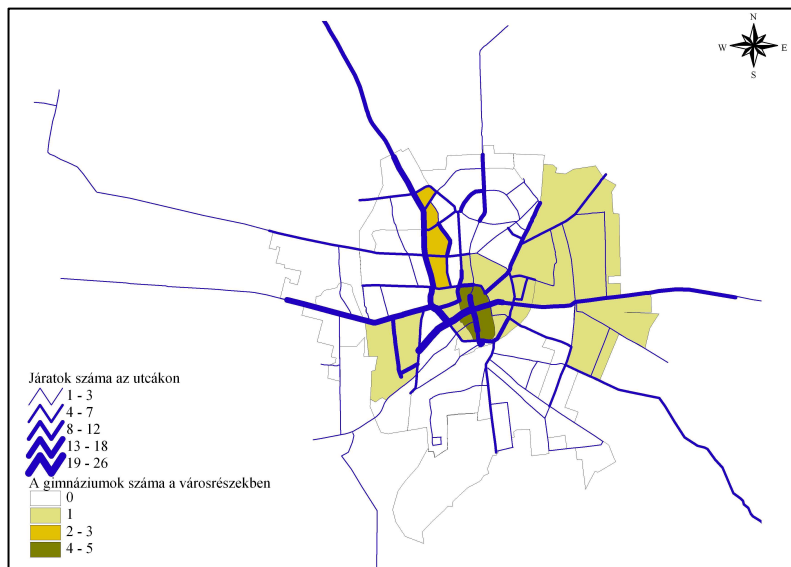 N
W E
S
Járatok száma az utcákon
1 - 3
4 - 7
8 - 12
13 - 18
19 - 26
A gimnáziumok száma a városrészekben
0
1
2 - 3
4 - 5